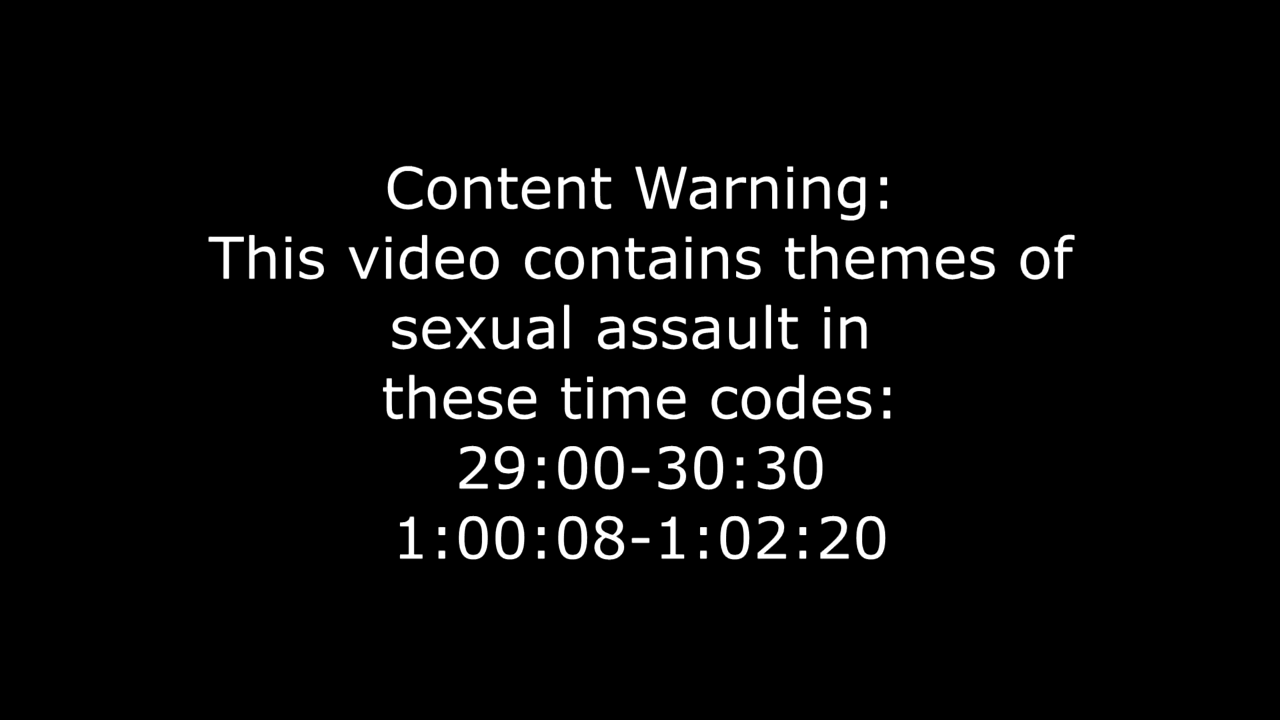 Content Warning:
This video contains themes of
sexual assault in
these time codes:
29:00-30:30
1:00:08-1:02:20